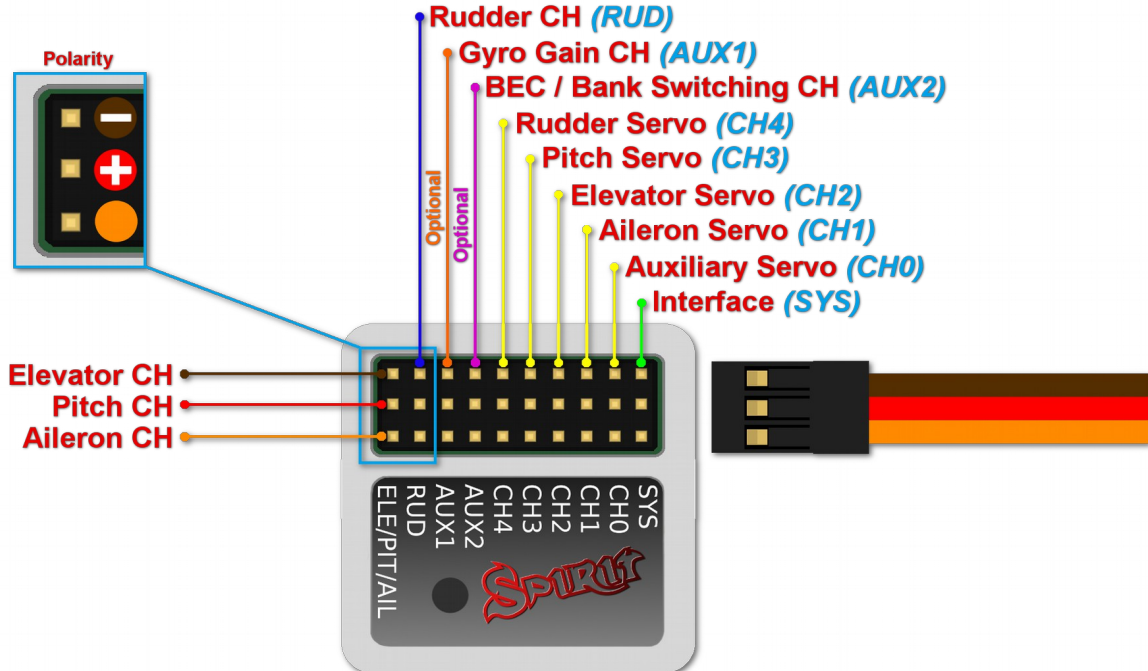 Rudder CH (RUD)
Polarity
Gyro Gain CH (AUX1)
BEC / Bank Switching CH (AUX2)
Rudder Servo (CH4)
Pitch Servo (CH3)
Optional
Optional
Elevator Servo (CH2)
Aileron Servo (CH1)
Auxiliary Servo (CH0)
Interface (SYS)
Elevator CH
Pitch CH
Aileron CH
ELE/PIT/AIL
RUD
AUX1
AUX2
CH4
CH3
CH2
CH1
CH0
SYS
SPIRIT